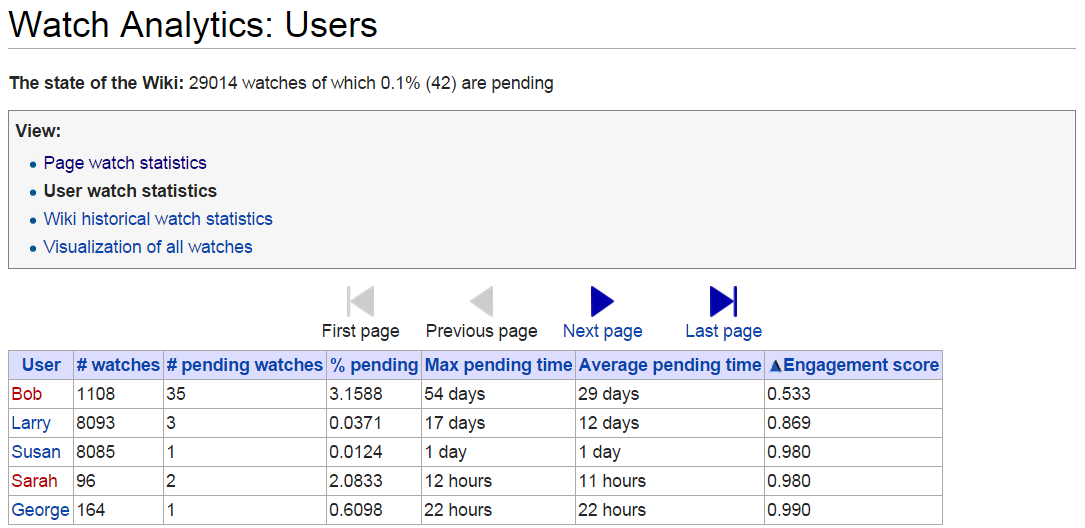 Watch Analytics: Users
The state of the Wiki: 29014 watches of which 0.1% (42) are pending
View:
Page watch statistics
User watch statistics
Wiki historical watch statistics
Visualization of all watches
First page Previous page Next page Last page
User # watches # pending watches % pending Max pending time Average pending time Engagement score
Bob 1108 35 3.1588 54 days 29 days 0.533
Larry 8093 3 0.0371 17 days 12 days 0.869
Susan 8085 1 0.0124 1 day 1 day 0.980
Sarah 96 2 2.0833 12 hours 11 hours 0.980
George 164 1 0.6098 22 hours 22 hours 0.990